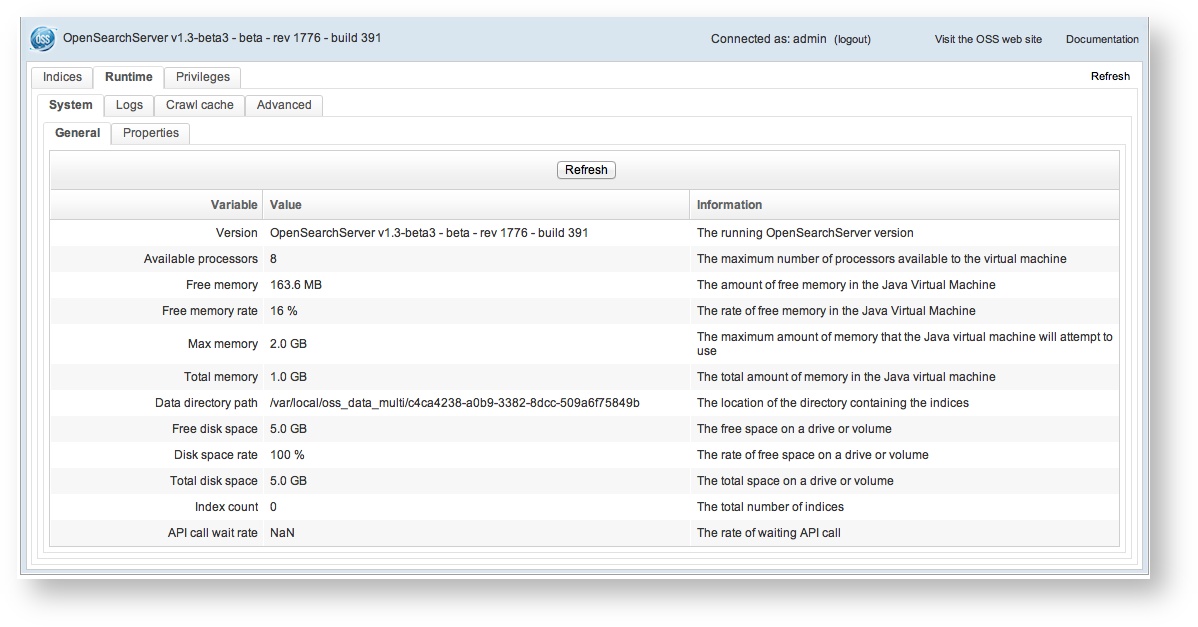 OSS OpenSearchServer v1.3-beta3 - beta - rev 1776 - build 391 Connected as: admin (logout) Visit the OSS web site Documentation
Indices Runtime Privileges Refresh
System Logs Crawl cache Advanced
General Properties
Refresh
Variable Value Information
Version OpenSearchServer v1.3-beta3 - beta - rev 1776 - build 391 The running OpenSearchServer version
Available processors 8 The maximum number of processors available to the virtual machine
Free memory 163.6 MB The amount of free memory in the Java Virtual Machine
Free memory rate 16 % The rate of free memory in the Java Virtual Machine
Max memory 2.0 GB The maximum amount of memory that the Java virtual machine will attempt to
use
Total memory 1.0 GB The total amount of memory in the Java virtual machine
Data directory path /var/local/oss_data_multi/c4ca4238-a0b9-3382-8dcc-509a6f75849b The location of the directory containing the indices
Free disk space 5.0 GB The free space on a drive or volume
Disk space rate 100 % The rate of free space on a drive or volume
Total disk space 5.0 GB The total space on a drive or volume
Index count 0 The total number of indices
API call wait rate NaN The rate of waiting API call